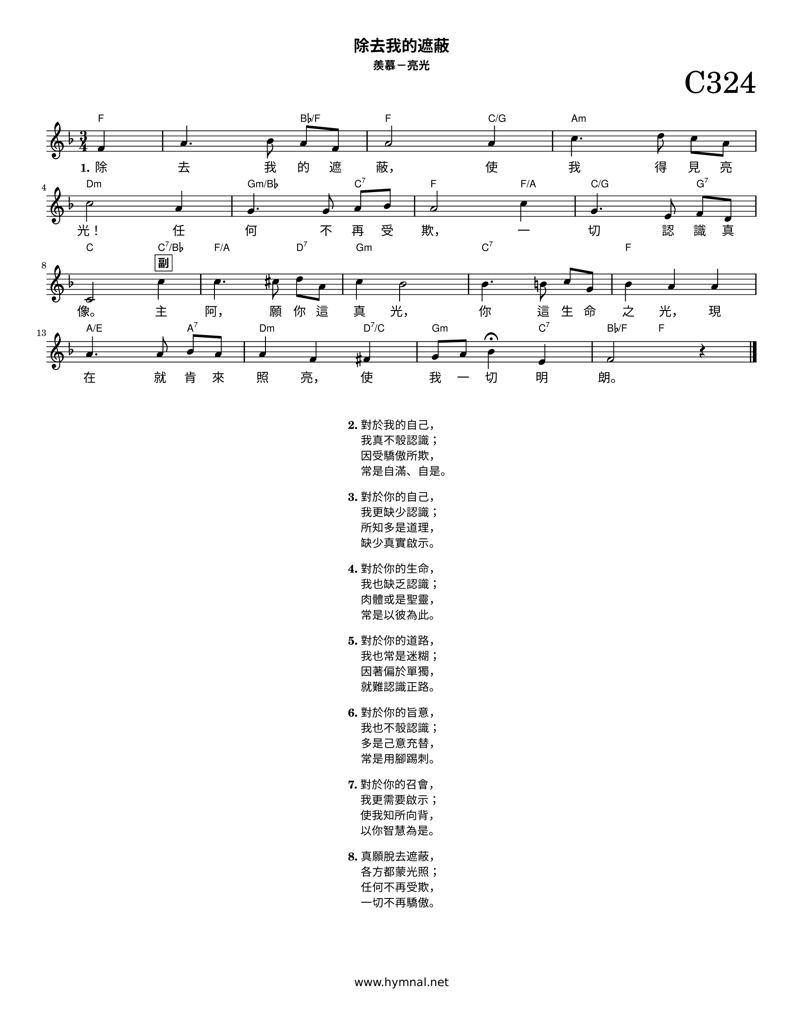 除去我的遮蔽
羨慕－亮光
C324
F B♭/F F C/G Am
3
4
1. 除 去 我 的 遮 蔽， 使 我 得 見 亮
4 Dm Gm/B♭ C7 F F/A C/G G7
光！ 任 何 不 再 受 欺， 一 切 認 識 真
C C7/B♭ F/A D7 Gm C7 F
8 副
像。 主 阿， 願 你 這 真 光， 你 這 生 命 之 光， 現
13 A/E A7 Dm D7/C Gm C7 B♭/F F
在 就 肯 來 照 亮， 使 我 一 切 明 朗。
2. 對於我的自己，
我真不彀認識；
因受驕傲所欺，
常是自滿、自是。
3. 對於你的自己，
我更缺少認識；
所知多是道理，
缺少真實啟示。
4. 對於你的生命，
我也缺乏認識；
肉體或是聖靈，
常是以彼為此。
5. 對於你的道路，
我也常是迷糊；
因著偏於單獨，
就難認識正路。
6. 對於你的旨意，
我也不彀認識；
多是己意充替，
常是用腳踢刺。
7. 對於你的召會，
我更需要啟示；
使我知所向背，
以你智慧為是。
8. 真願脫去遮蔽，
各方都蒙光照；
任何不再受欺，
一切不再驕傲。
www.hymnal.net